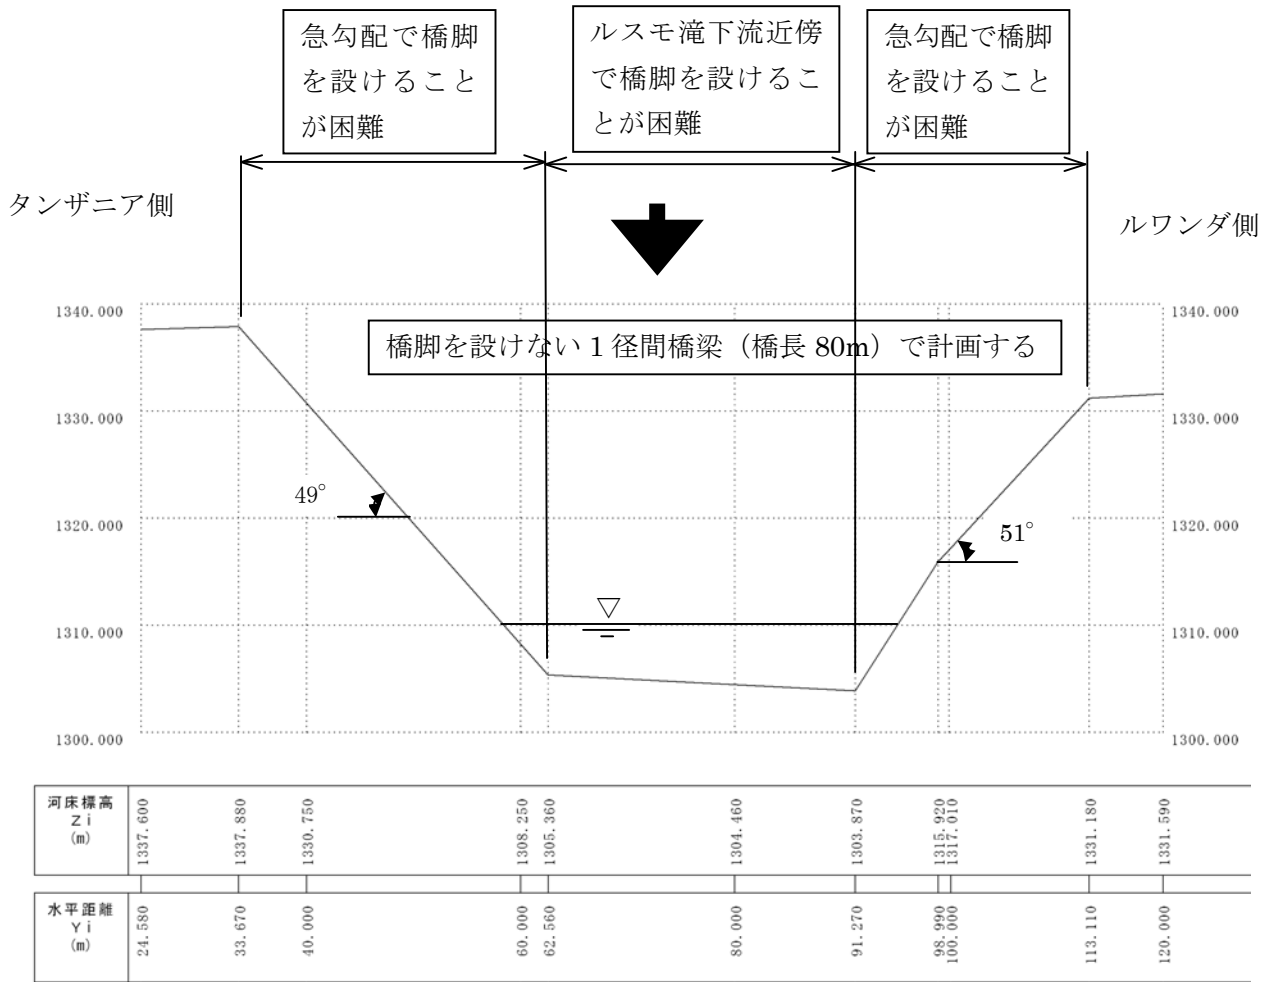 急勾配で橋脚
を設けること
が困難
ルスモ滝下流近傍
で橋脚を設けるこ
とが困難
急勾配で橋脚
を設けること
が困難
タンザニア側
ルワンダ側
1340.000
1340.000
橋脚を設けない 1 径間橋梁（橋長 80m）で計画する
1330.000
1330.000
49°
1320.000
1320.000
51°
1310.000
1310.000
1300.000
1300.000
河床標高
Ｚｉ
(m)
1337.600
1337.880
1330.750
1308.250
1305.360
1304.460
1303.870
1315.920
1317.010
1331.180
1331.590
水平距離
Ｙｉ
(m)
24.580
33.670
40.000
60.000
62.560
80.000
91.270
98.990
100.000
113.110
120.000